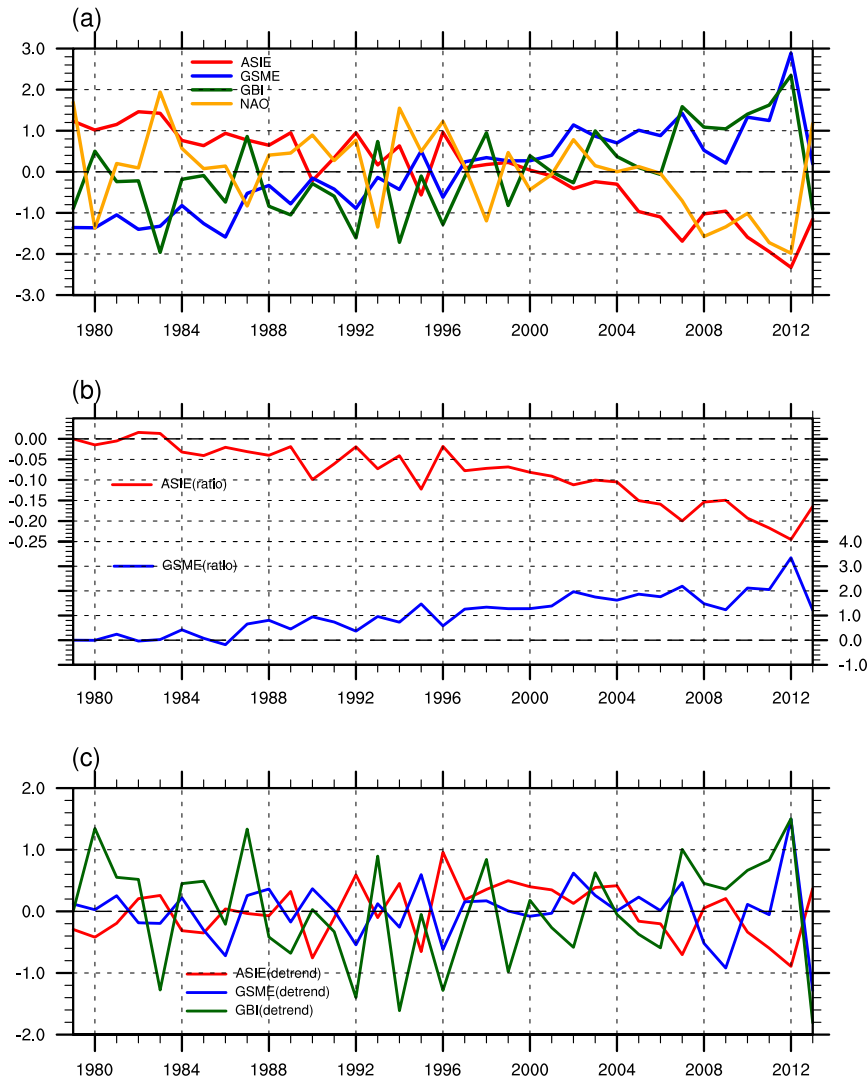 (a)
3.0
2.0
1.0
0.0
-1.0
-2.0
-3.0
ASIE
GSME
GBI
NAO
1980 1984 1988 1992 1996 2000 2004 2008 2012
(b)
0.00
-0.05
-0.10
-0.15
-0.20
-0.25
ASIE(ratio)
4.0
3.0
2.0
1.0
0.0
-1.0
GSME(ratio)
1980 1984 1988 1992 1996 2000 2004 2008 2012
(c)
2.0
1.0
0.0
-1.0
-2.0
ASIE(detrend)
GSME(detrend)
GBI(detrend)
1980 1984 1988 1992 1996 2000 2004 2008 2012